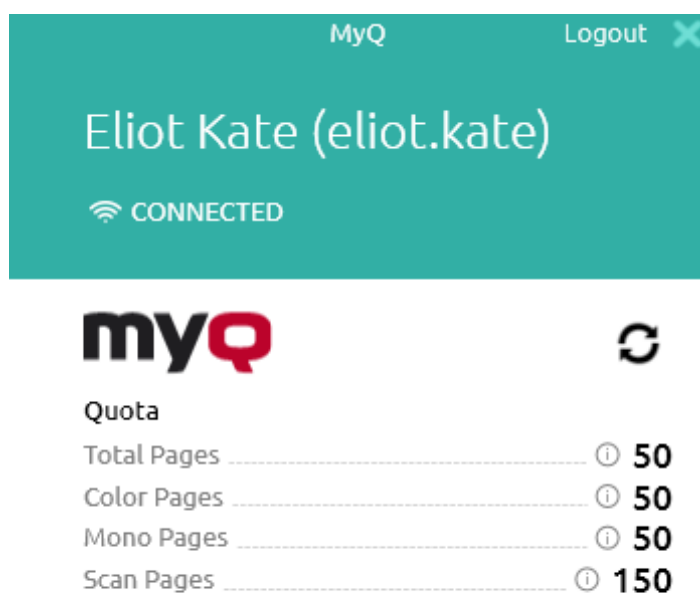 MyQ Logout
Eliot Kate (eliot.kate)
CONNECTED
myQ
Quota
Total Pages 50
Color Pages 50
Mono Pages 50
Scan Pages 150